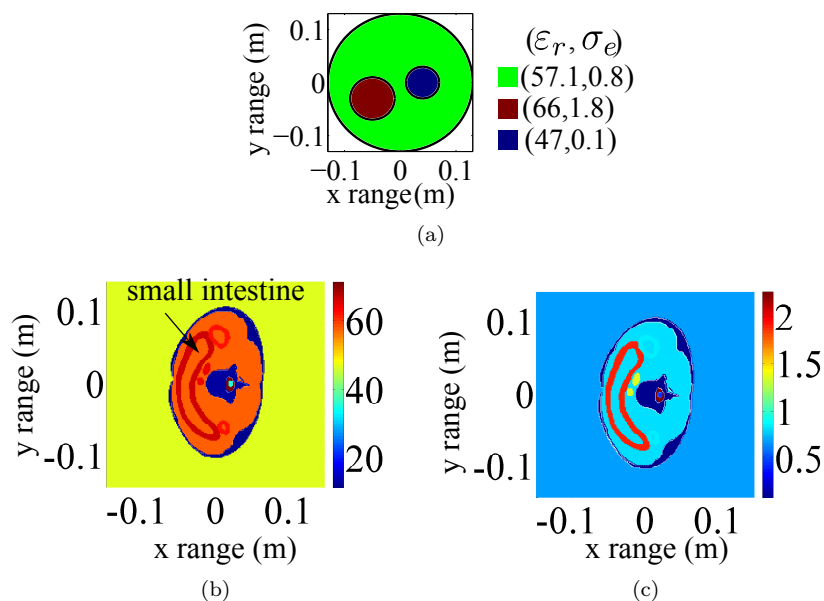 (εr, σe)
0.1
0
−0.1
y range (m)
(57.1,0.8)
(66,1.8)
(47,0.1)
−0.1 0 0.1
x range(m)
(a)
small intestine
0.1
0
-0.1
y range (m)
60
40
20
-0.1 0 0.1
x range (m)
(b)
0.1
0
-0.1
y range (m)
2
1.5
1
0.5
-0.1 0 0.1
x range (m)
(c)